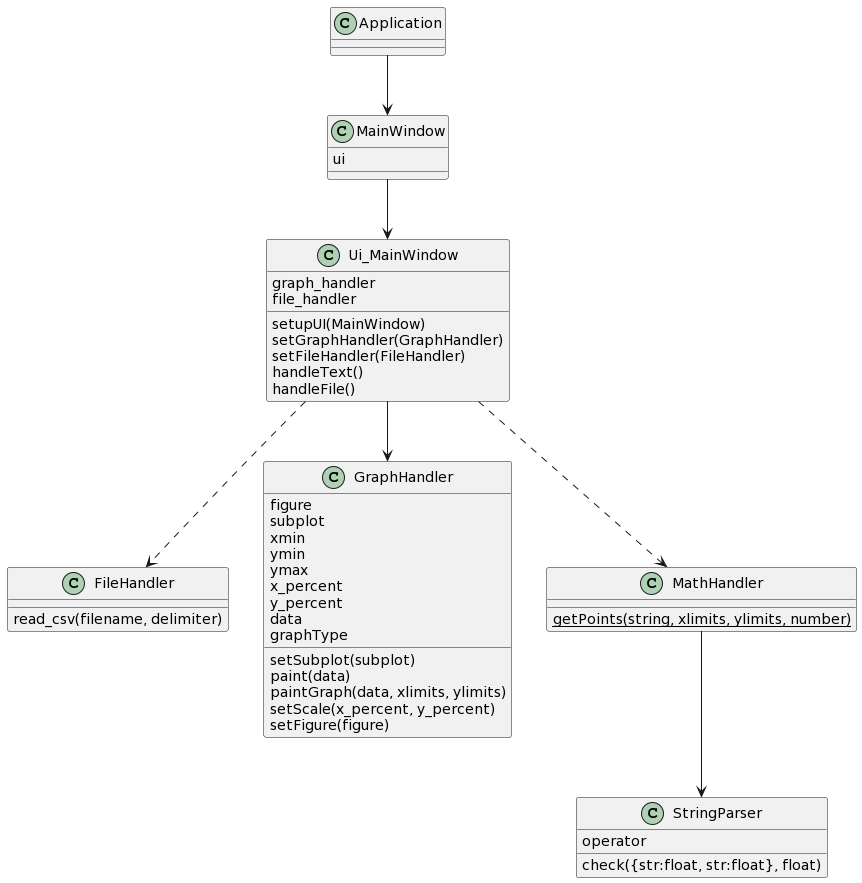 C Application
C MainWindow
ui
C Ui_MainWindow
graph_handler
file_handler
setupUI(MainWindow)
setGraphHandler(GraphHandler)
setFileHandler(FileHandler)
handleText()
handleFile()
C FileHandler
read_csv(filename, delimiter)
C GraphHandler
figure
subplot
xmin
ymin
ymax
x_percent
y_percent
data
graphType
setSubplot(subplot)
paint(data)
paintGraph(data, xlimits, ylimits)
setScale(x_percent, y_percent)
setFigure(figure)
C MathHandler
getPoints(string, xlimits, ylimits, number)
C StringParser
operator
check({str:float, str:float}, float)